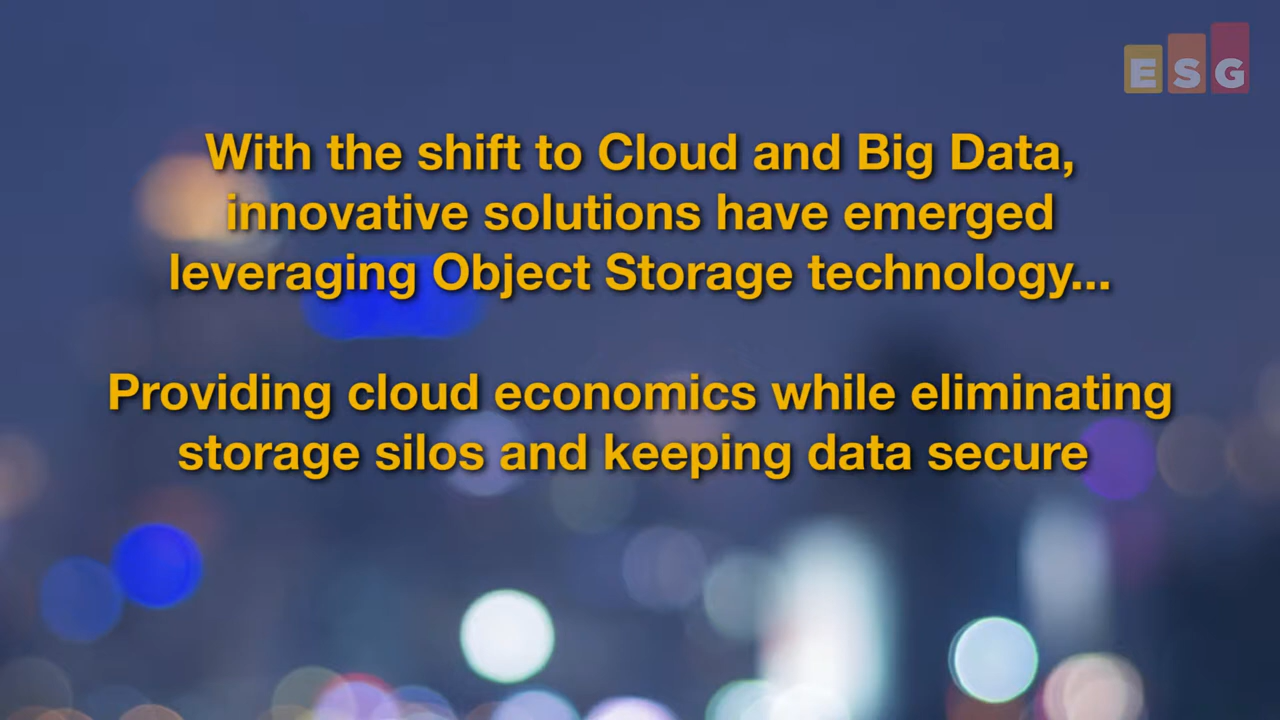 ESG
With the shift to Cloud and Big Data,
innovative solutions have emerged
leveraging Object Storage technology...
Providing cloud economics while eliminating
storage silos and keeping data secure